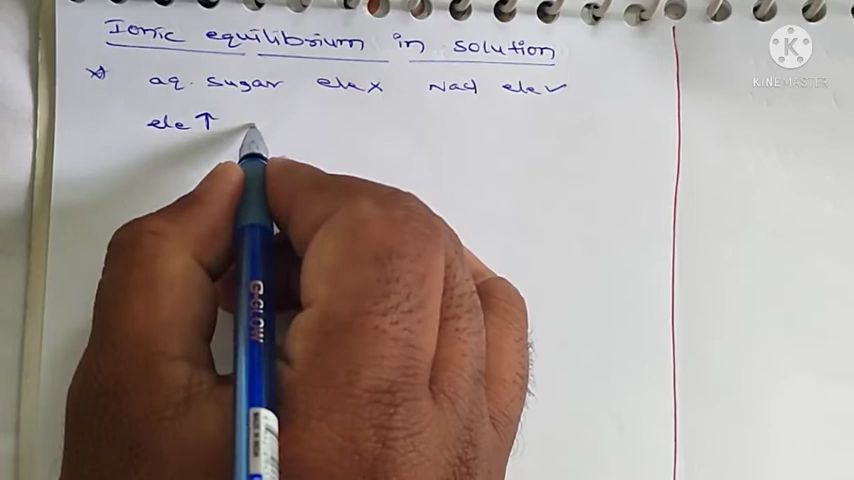 Ionic equilibrium in solution
aq. sugar ele x Nacl ele ✓
ele ↑
G-GLOW
KINEMASTER